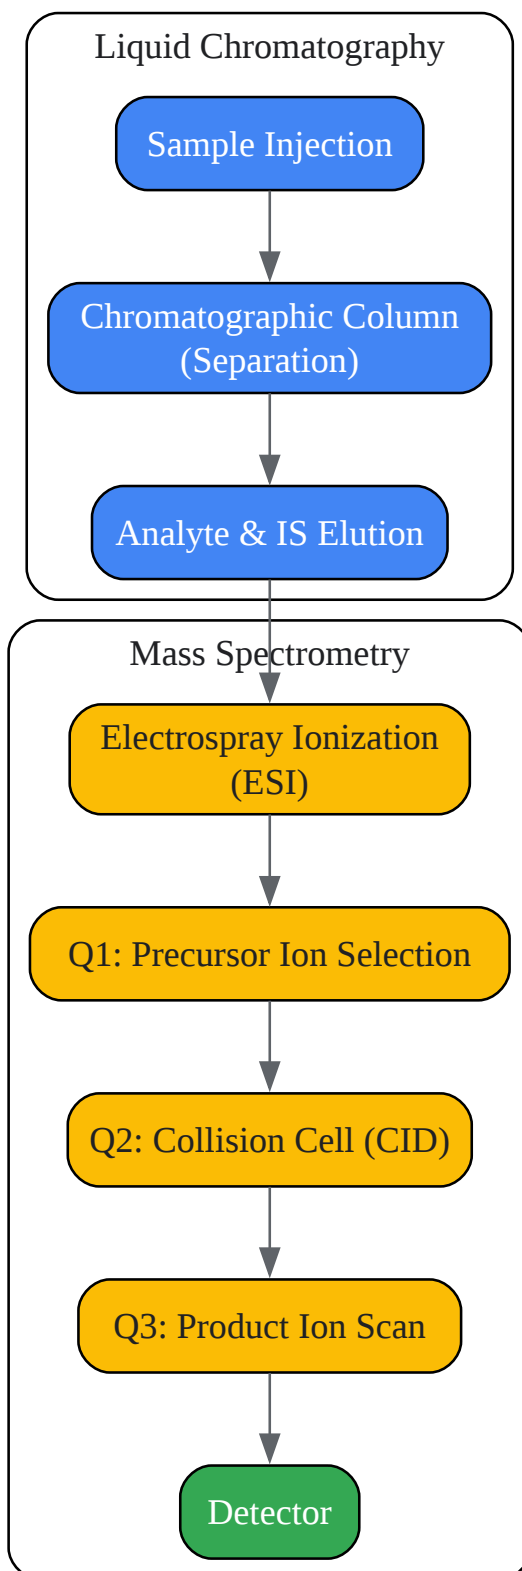 Liquid Chromatography
Sample Injection
Chromatographic Column
(Separation)
Analyte & IS Elution
Mass Spectrometry
Electrospray Ionization
(ESI)
Q1: Precursor Ion Selection
Q2: Collision Cell (CID)
Q3: Product Ion Scan
Detector